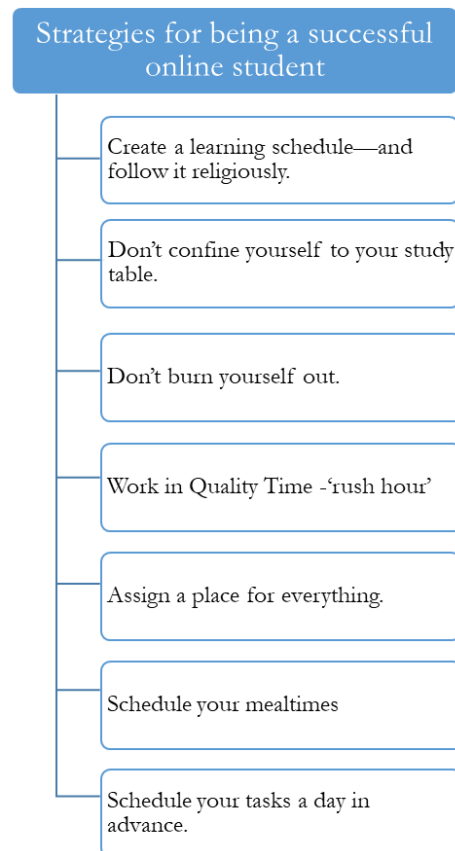 Strategies for being a successful
online student
Create a learning schedule—and
follow it religiously.
Don’t confine yourself to your study
table.
Don’t burn yourself out.
Work in Quality Time -‘rush hour’
Assign a place for everything.
Schedule your mealtimes
Schedule your tasks a day in
advance.